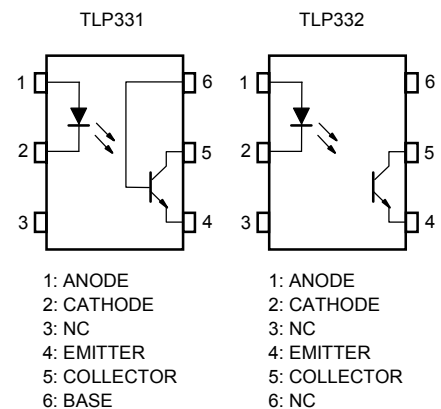 TLP331
1
2
3
6
5
4
1: ANODE
2: CATHODE
3: NC
4: EMITTER
5: COLLECTOR
6: BASE
TLP332
1
2
3
6
5
4
1: ANODE
2: CATHODE
3: NC
4: EMITTER
5: COLLECTOR
6: NC